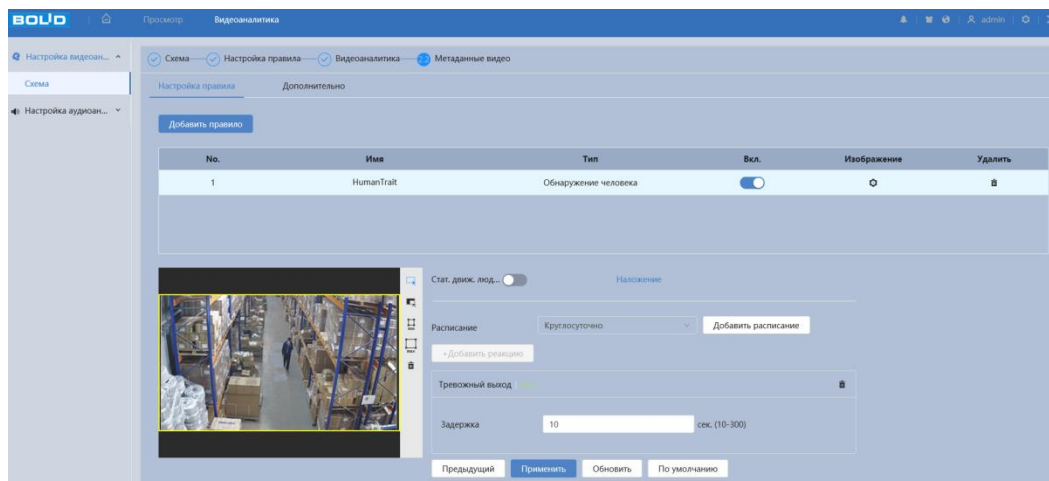 BOLID Просмотр Видеоаналитика admin
Настройка видеоан... Схема Настройка правила Видеоаналитика Метаданные видео
Схема Настройка правила Дополнительно
Настройка аудиоан...
Добавить правило
No. Имя Тип Вкл. Изображение Удалить
1 HumanTrait Обнаружение человека
Стат. движ. люд... Наложение
Расписание Круглосуточно Добавить расписание
+Добавить реакцию
Тревожный выход
Задержка 10 сек. (10-300)
Предыдущий Применить Обновить По умолчанию